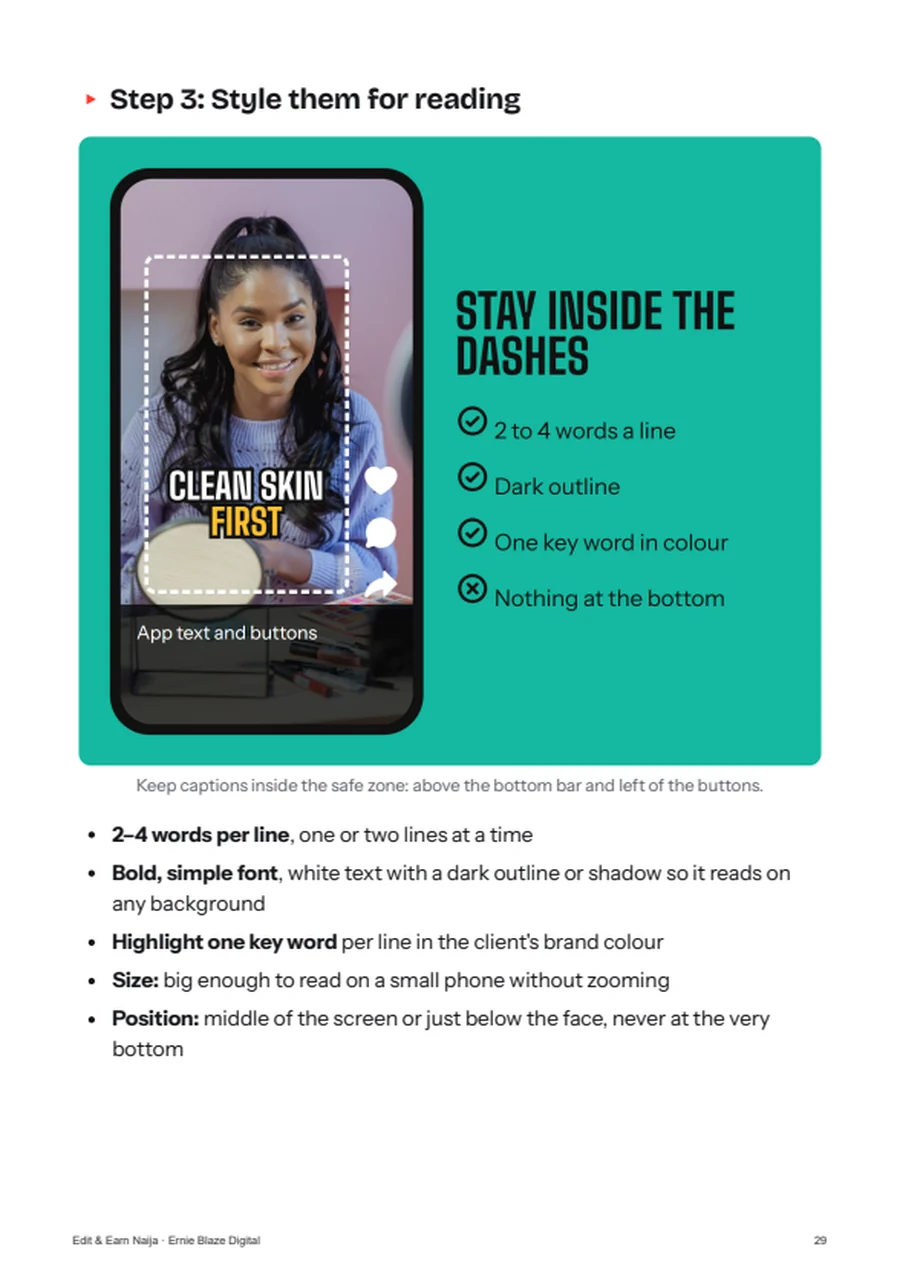 Step 3: Style them for reading
CLEAN SKIN
FIRST
App text and buttons
STAY INSIDE THE
DASHES
2 to 4 words a line
Dark outline
One key word in colour
Nothing at the bottom
Keep captions inside the safe zone: above the bottom bar and left of the buttons.
• 2–4 words per line, one or two lines at a time
• Bold, simple font, white text with a dark outline or shadow so it reads on
any background
• Highlight one key word per line in the client's brand colour
• Size: big enough to read on a small phone without zooming
• Position: middle of the screen or just below the face, never at the very
bottom
Edit & Earn Naija · Ernie Blaze Digital
29